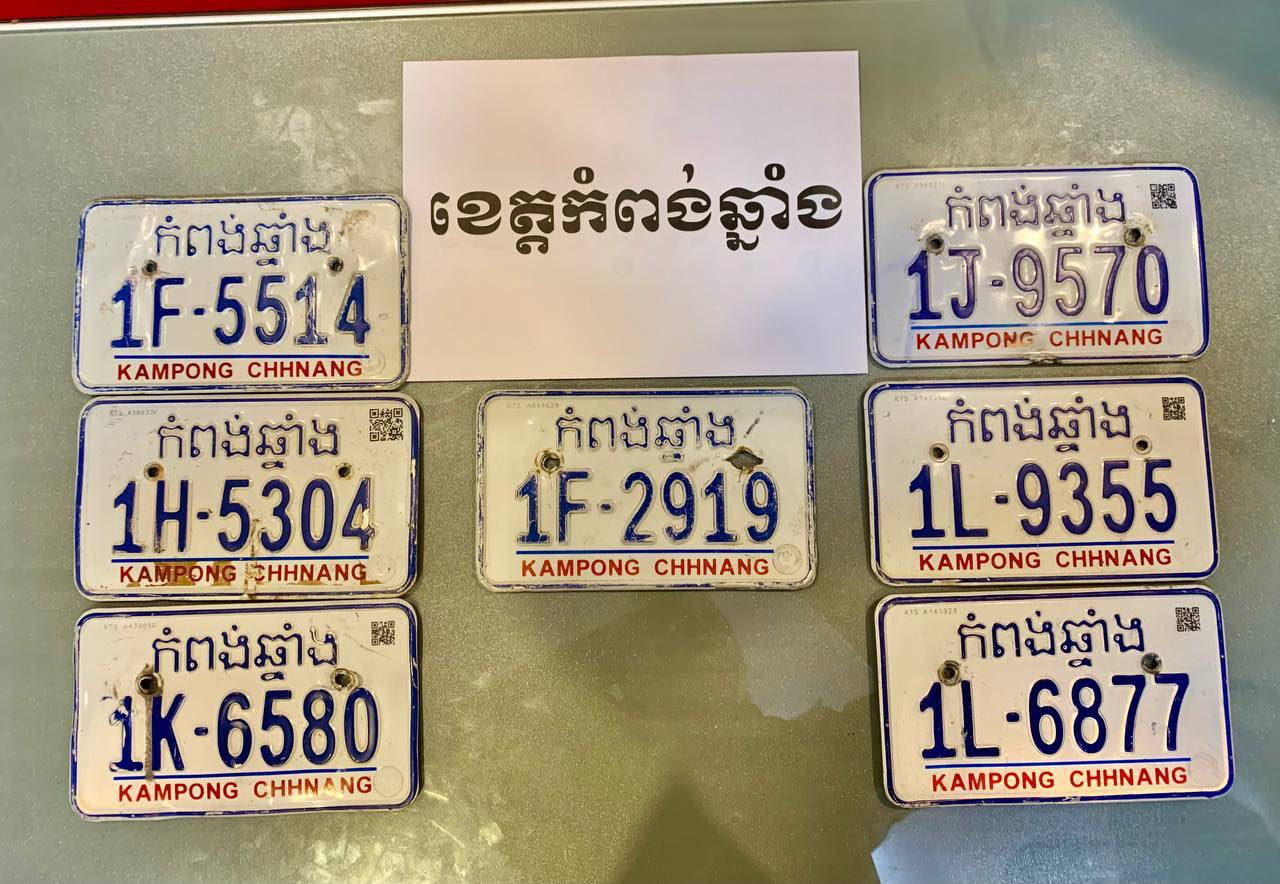 ខេត្តកំពង់ឆ្នាំង
កំពង់ឆ្នាំង
1F-5514
KAMPONG CHHNANG
កំពង់ឆ្នាំង
1H-5304
KAMPONG CHHNANG
កំពង់ឆ្នាំង
1K-6580
KAMPONG CHHNANG
កំពង់ឆ្នាំង
1F-2919
KAMPONG CHHNANG
កំពង់ឆ្នាំង
1J-9570
KAMPONG CHHNANG
កំពង់ឆ្នាំង
1L-9355
KAMPONG CHHNANG
KTS A14192X
កំពង់ឆ្នាំង
1L-6877
KAMPONG CHHNANG